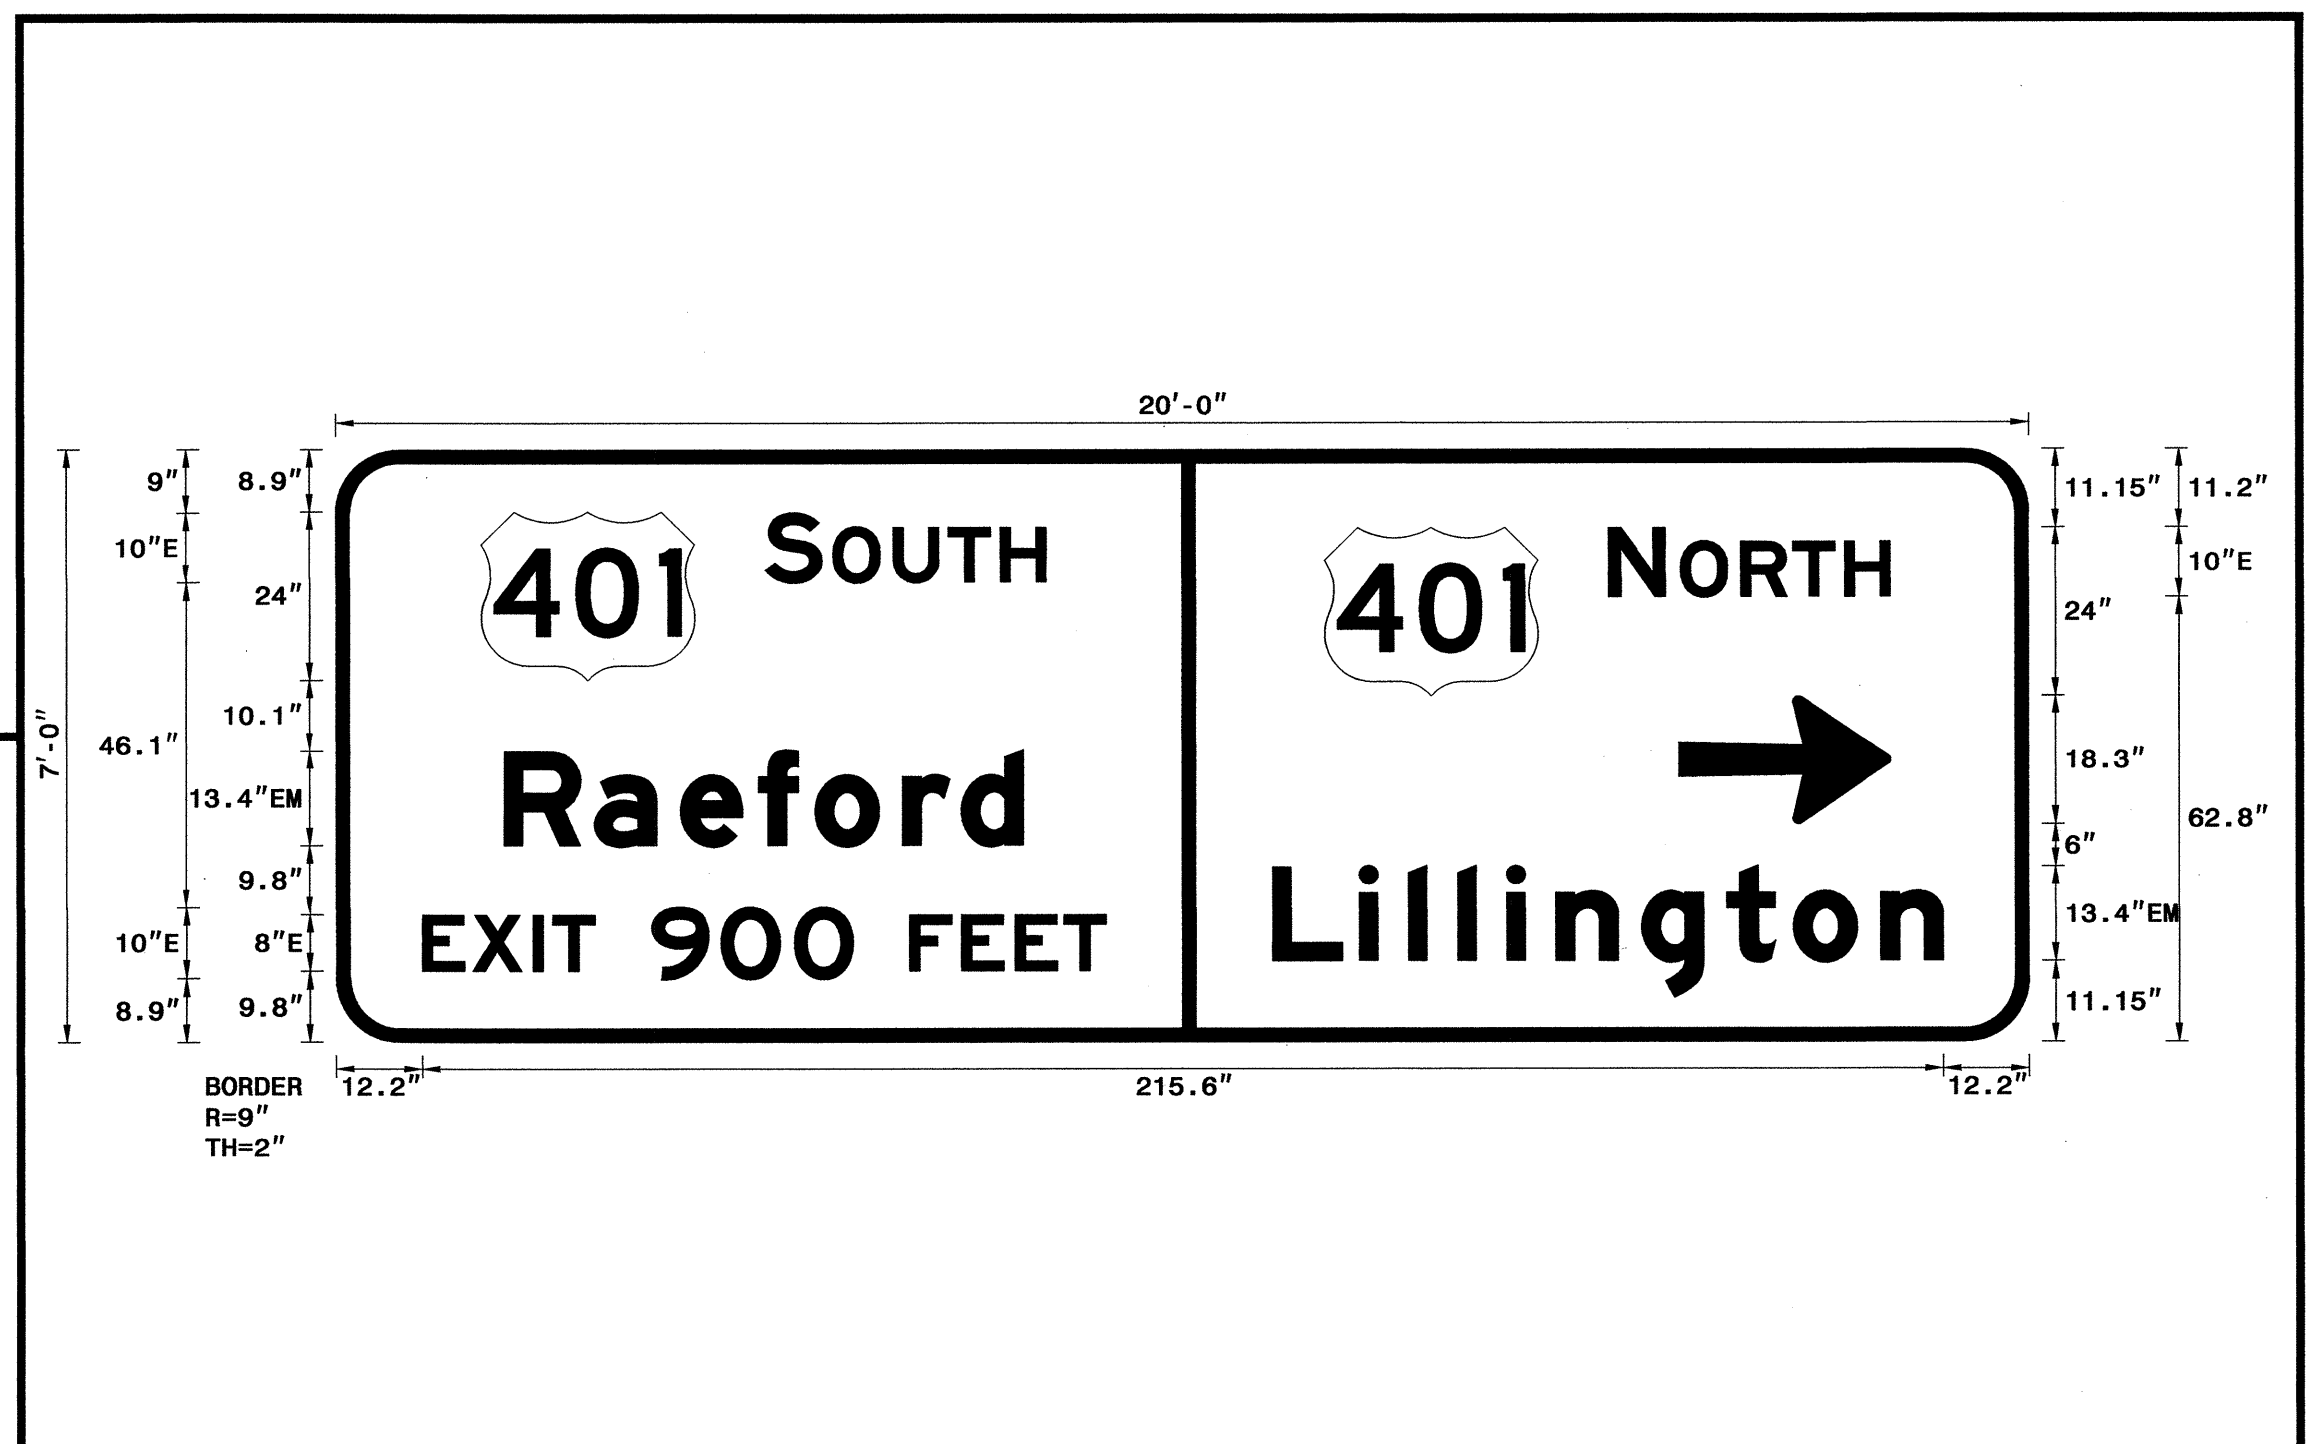 20'-0"
7'-0"
9"
10"E
46.1"
10"E
8.9"
8.9"
24"
10.1"
13.4"EM
9.8"
8"E
9.8"
401 SOUTH
Raeford
EXIT 900 FEET
401 NORTH
Lillington
11.15"
24"
18.3"
6"
13.4"EM
11.15"
11.2"
10"E
62.8"
12.2"
215.6"
12.2"
BORDER
R=9"
TH=2"